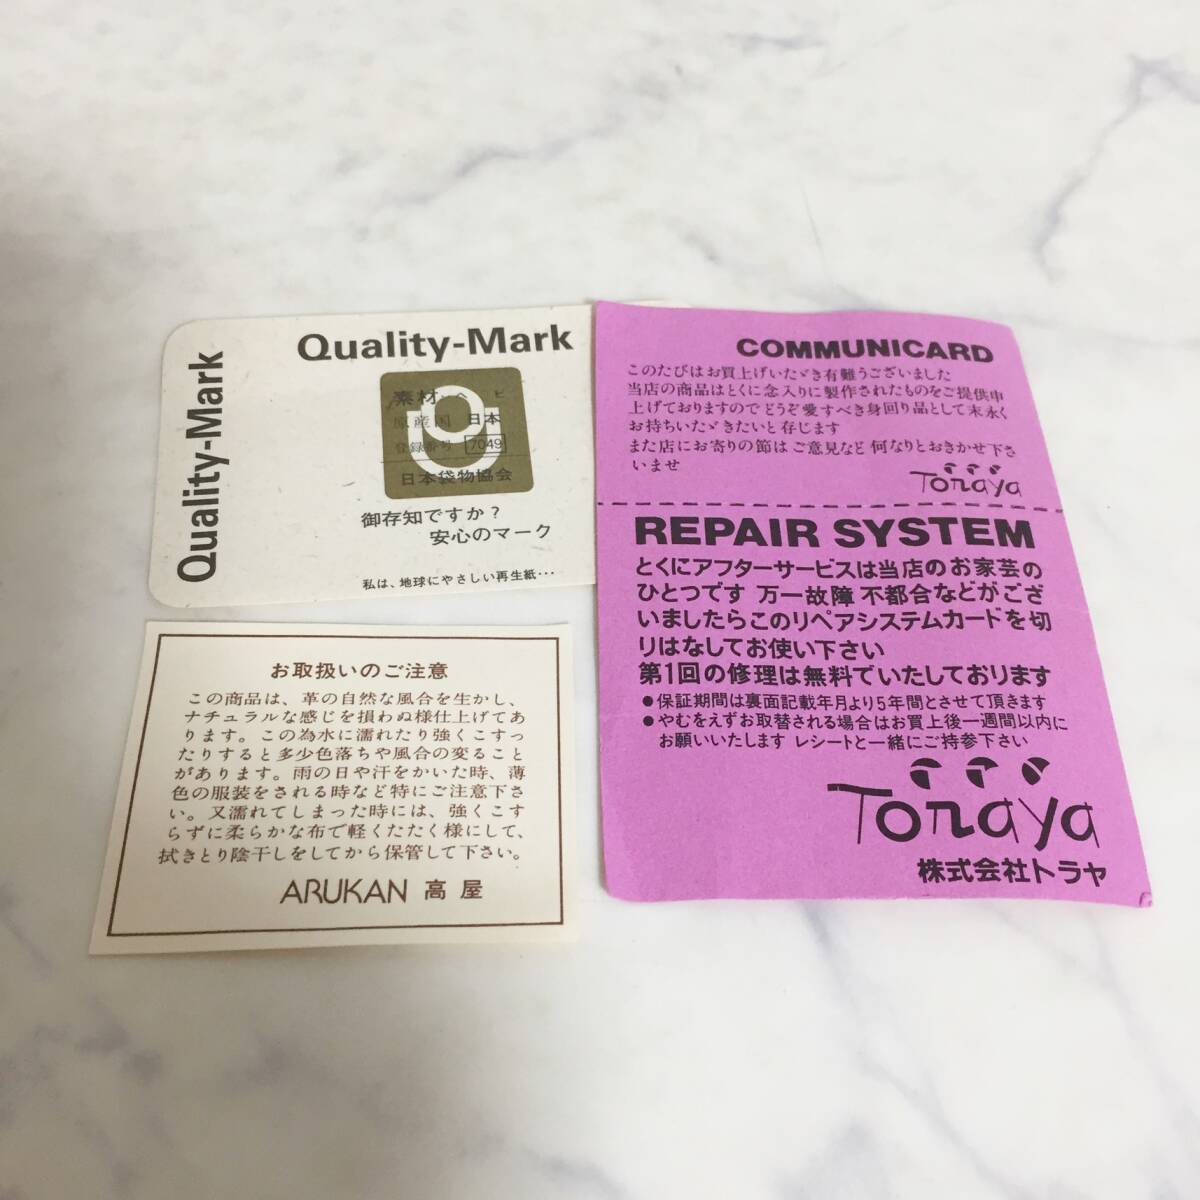 Quality-Mark
Quality-Mark
素材 ヘビ
原産国 日本
登録番号 7049
日本袋物協会
御存知ですか？
安心のマーク
私は、地球にやさしい再生紙…
COMMUNICARD
このたびはお買上げいたゞき有難うございました
当店の商品はとくに念入りに製作されたものをご提供申
上げておりますのでどうぞ愛すべき身回り品として末永く
お持ちいたゞきたいと存じます
また店にお寄りの節はご意見など何なりとおきかせ下さ
いませ
Toraya
REPAIR SYSTEM
とくにアフターサービスは当店のお家芸の
ひとつです 万一故障 不都合などがござ
いましたらこのリペアシステムカードを切
りはなしてお使い下さい
第1回の修理は無料でいたしております
●保証期間は裏面記載年月より5年間とさせて頂きます
●やむをえずお取替される場合はお買上後一週間以内に
お願いいたします レシートと一緒にご持参下さい
Toraya
株式会社トラヤ
お取扱いのご注意
この商品は、革の自然な風合を生かし、
ナチュラルな感じを損わぬ様仕上げてあ
ります。この為水に濡れたり強くこすっ
たりすると多少色落ちや風合の変ること
があります。雨の日や汗をかいた時、薄
色の服装をされる時など特にご注意下さ
い。又濡れてしまった時には、強くこす
らずに柔らかな布で軽くたたく様にして、
拭きとり陰干しをしてから保管して下さい。
ARUKAN 高屋